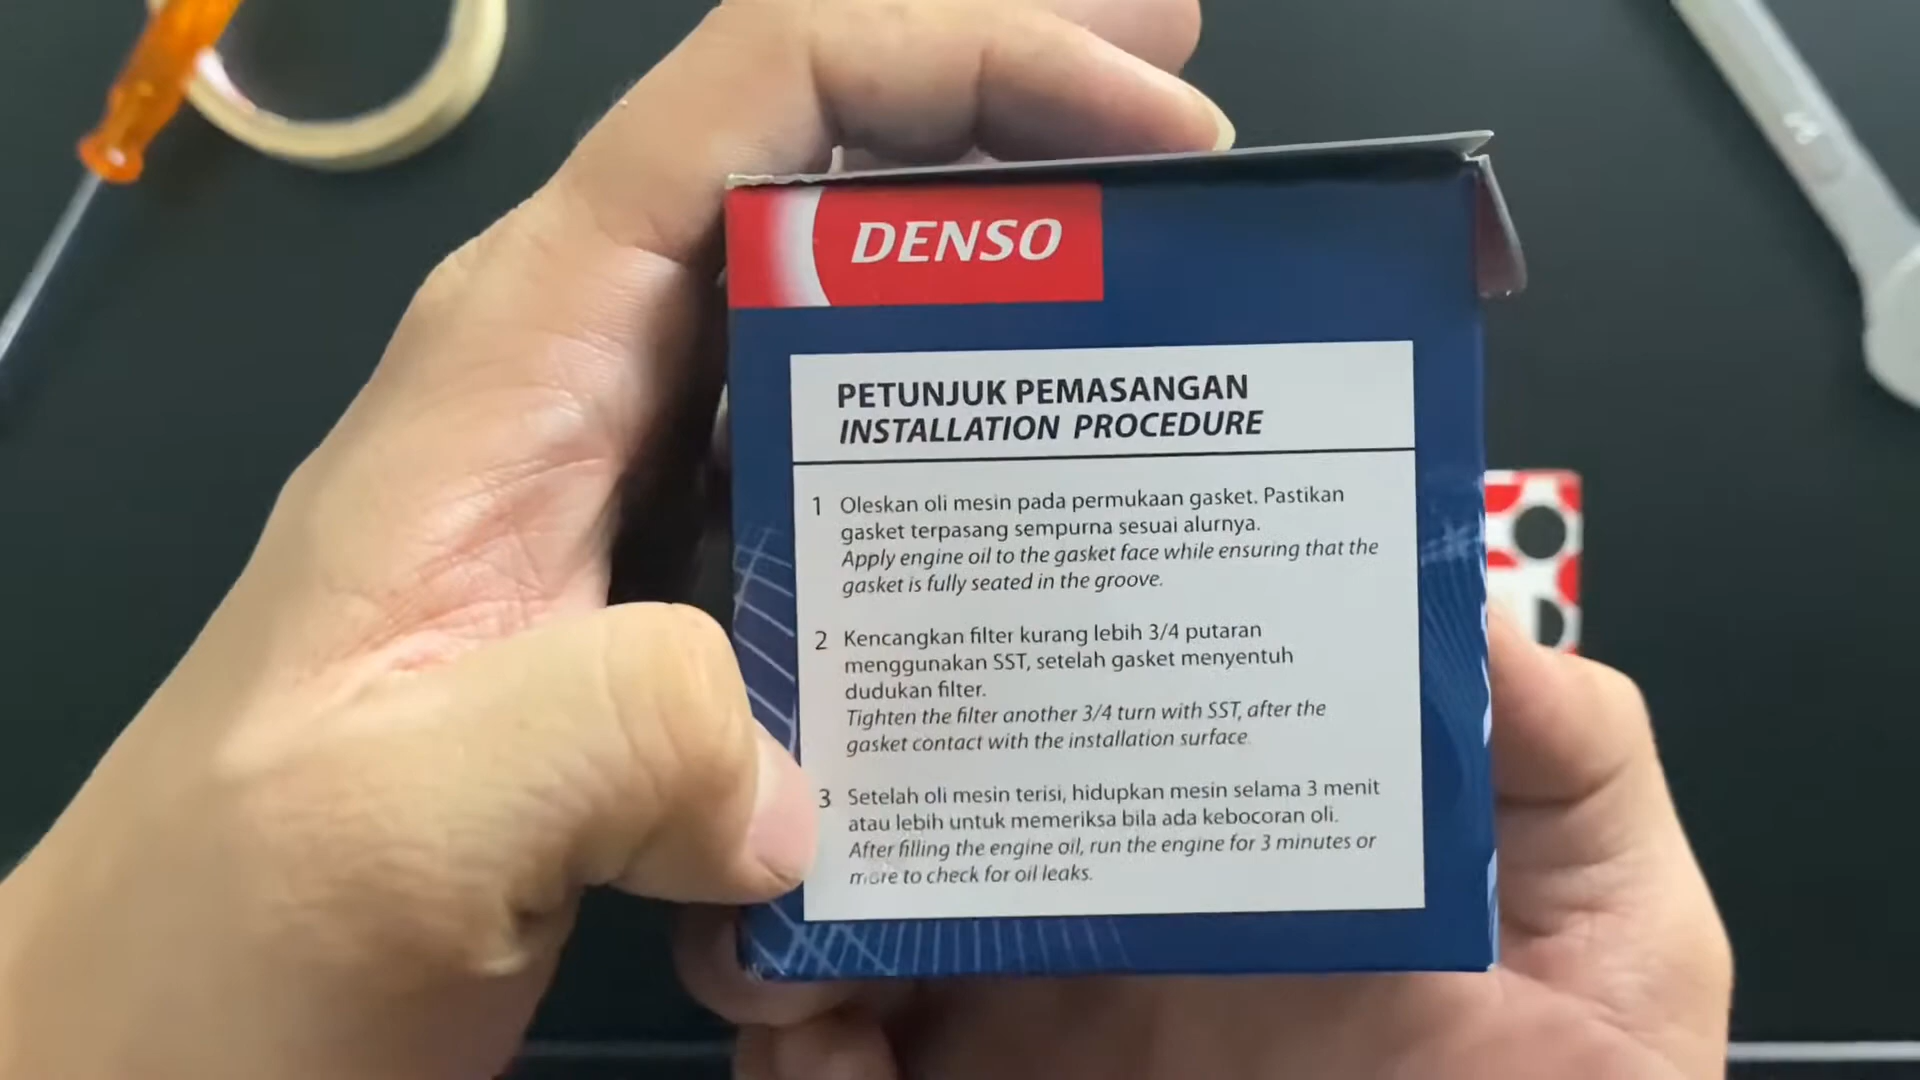 DENSO
PETUNJUK PEMASANGAN
INSTALLATION PROCEDURE
1 Oleskan oli mesin pada permukaan gasket. Pastikan
gasket terpasang sempurna sesuai alurnya.
Apply engine oil to the gasket face while ensuring that the
gasket is fully seated in the groove.
2 Kencangkan filter kurang lebih 3/4 putaran
menggunakan SST, setelah gasket menyentuh
dudukan filter.
Tighten the filter another 3/4 turn with SST, after the
gasket contact with the installation surface.
3 Setelah oli mesin terisi, hidupkan mesin selama 3 menit
atau lebih untuk memeriksa bila ada kebocoran oli.
After filling the engine oil, run the engine for 3 minutes or
more to check for oil leaks.